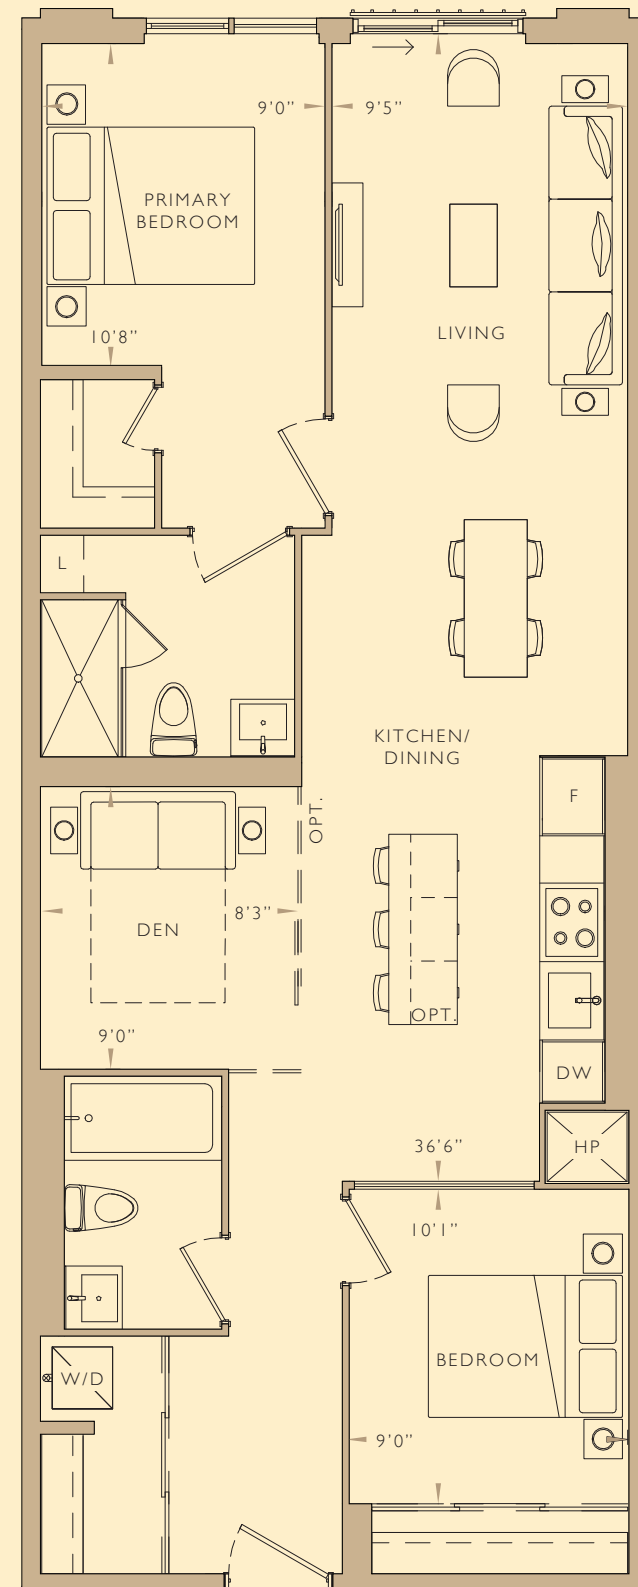 9'0"
9'5"
PRIMARY
BEDROOM
10'8"
LIVING
L
KITCHEN/
DINING
OPT.
F
8'3"
DEN
OPT.
9'0"
DW
36'6"
HP
10'1"
BEDROOM
W/D
9'0"